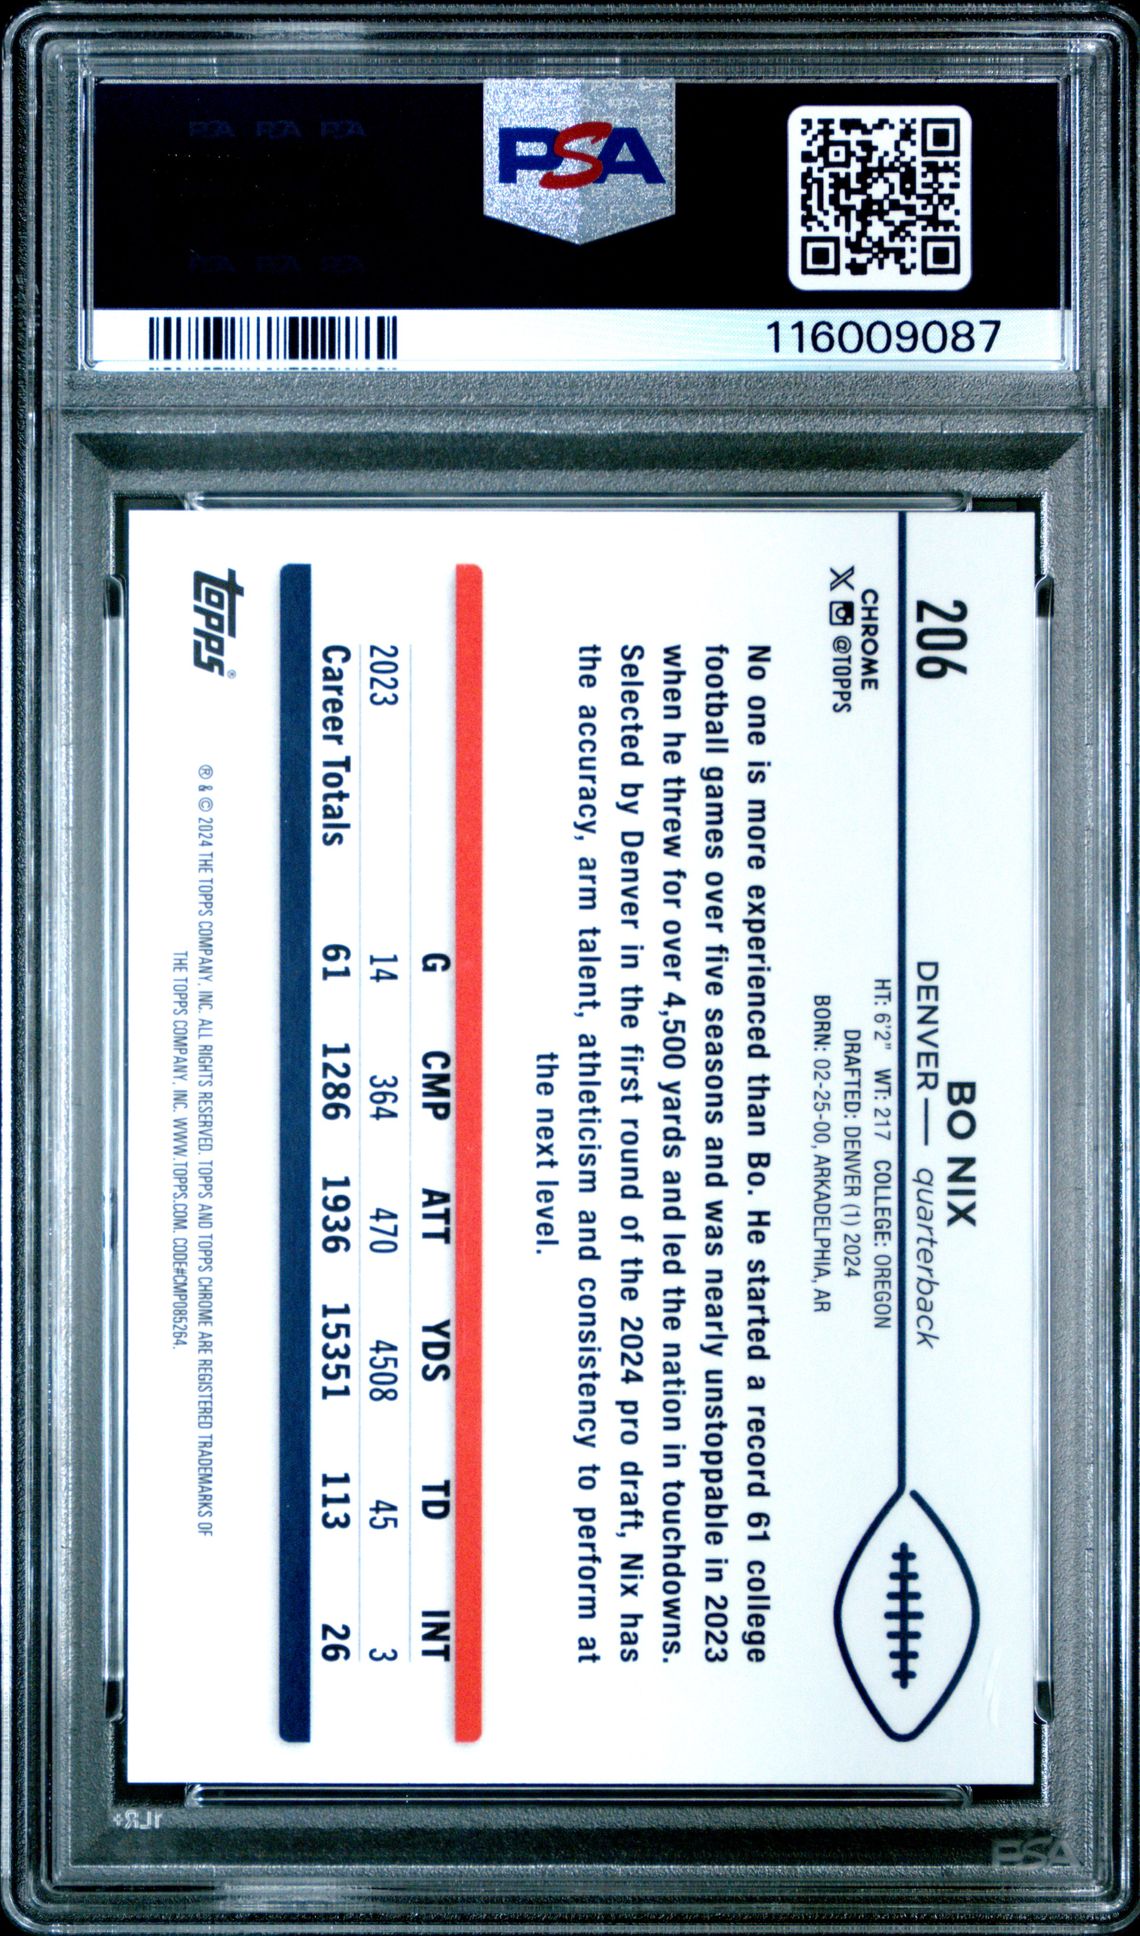 PSA PSA PSA
PSA
PSA PSA PSA
116009087
206
BO NIX
DENVER— quarterback
HT: 6'2" WT: 217 COLLEGE: OREGON
DRAFTED: DENVER (1) 2024
BORN: 02-25-00, ARKADELPHIA, AR
CHROME
X @TOPPS
No one is more experienced than Bo. He started a record 61 college
football games over five seasons and was nearly unstoppable in 2023
when he threw for over 4,500 yards and led the nation in touchdowns.
Selected by Denver in the first round of the 2024 pro draft, Nix has
the accuracy, arm talent, athleticism and consistency to perform at
the next level.
G CMP ATT YDS TD INT
2023 14 364 470 4508 45 3
Career Totals 61 1286 1936 15351 113 26
topps®
® & © 2024 THE TOPPS COMPANY, INC. ALL RIGHTS RESERVED. TOPPS AND TOPPS CHROME ARE REGISTERED TRADEMARKS OF
THE TOPPS COMPANY, INC. WWW.TOPPS.COM. CODE#CMP085264.
PSA